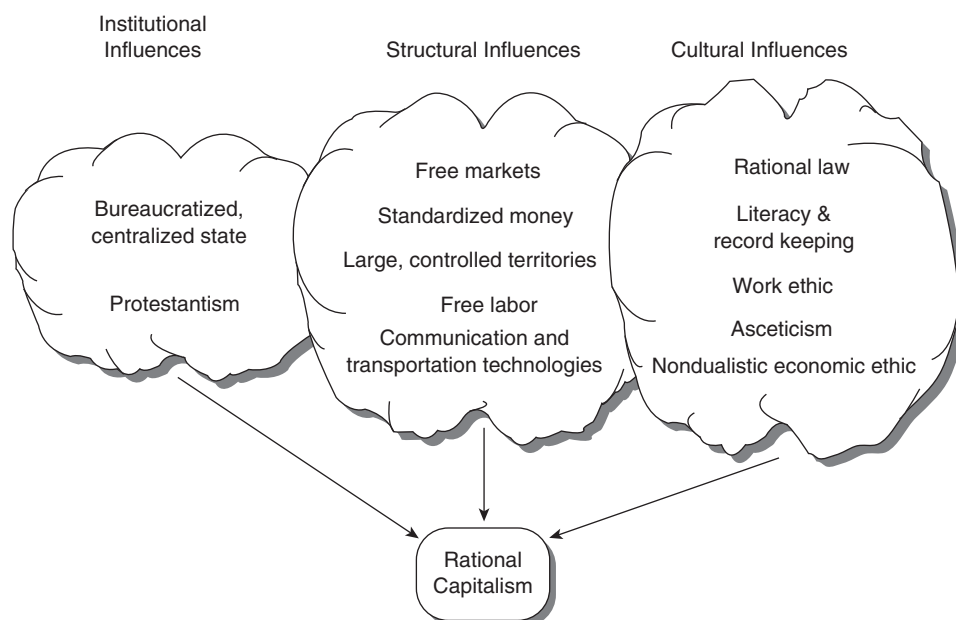 Institutional
Influences
Structural Influences
Cultural Influences
Bureaucratized,
centralized state
Protestantism
Free markets
Standardized money
Large, controlled territories
Free labor
Communication and
transportation technologies
Rational law
Literacy &
record keeping
Work ethic
Asceticism
Nondualistic economic ethic
Rational
Capitalism